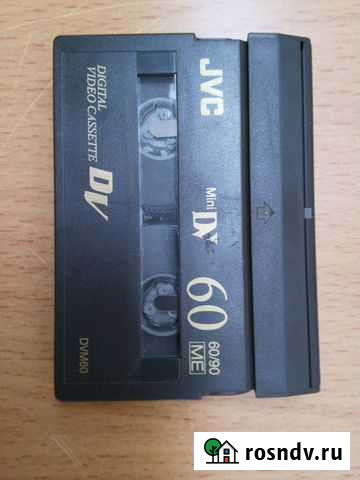 JVC
Mini DV
60
60/90
ME
DIGITAL
VIDEO CASSETTE
DV
DVM60
rosndv.ru